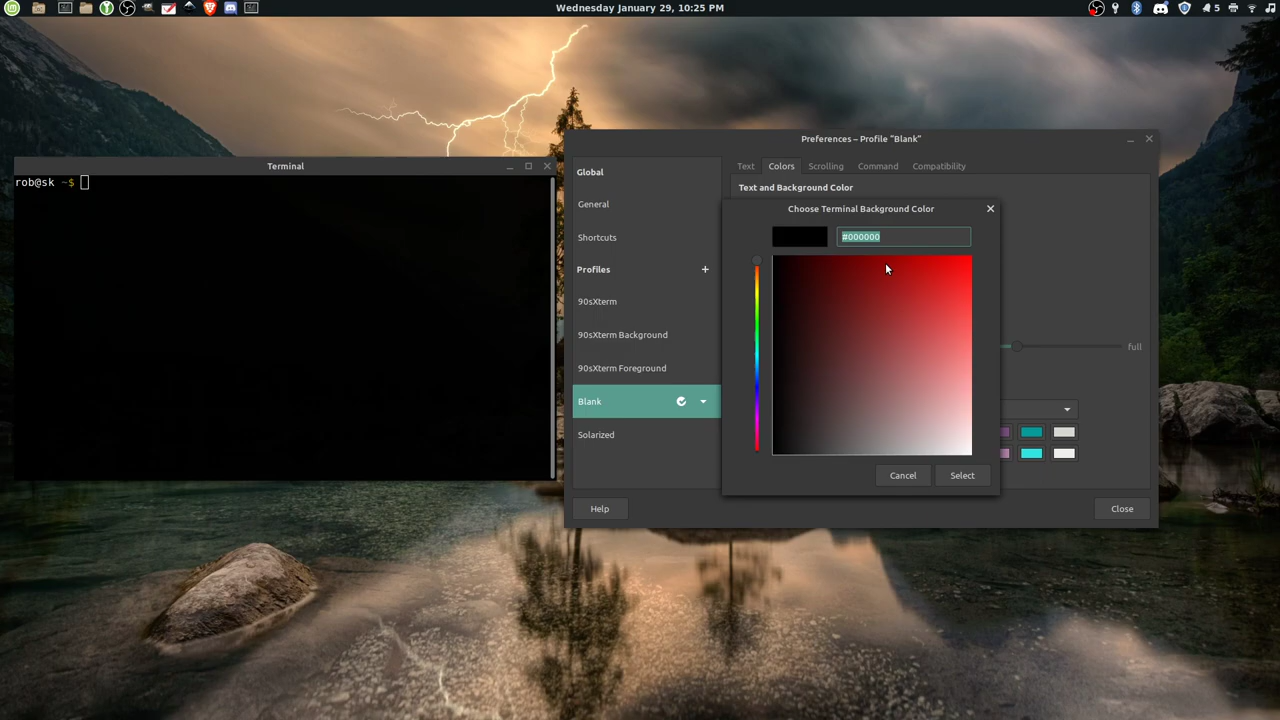 Wednesday January 29, 10:25 PM
5
Terminal
rob@sk ~$
Preferences – Profile “Blank”
Global
General
Shortcuts
Profiles
90sXterm
90sXterm Background
90sXterm Foreground
Blank
Solarized
Text Colors Scrolling Command Compatibility
Text and Background Color
Choose Terminal Background Color
#000000
full
Cancel Select
Help Close